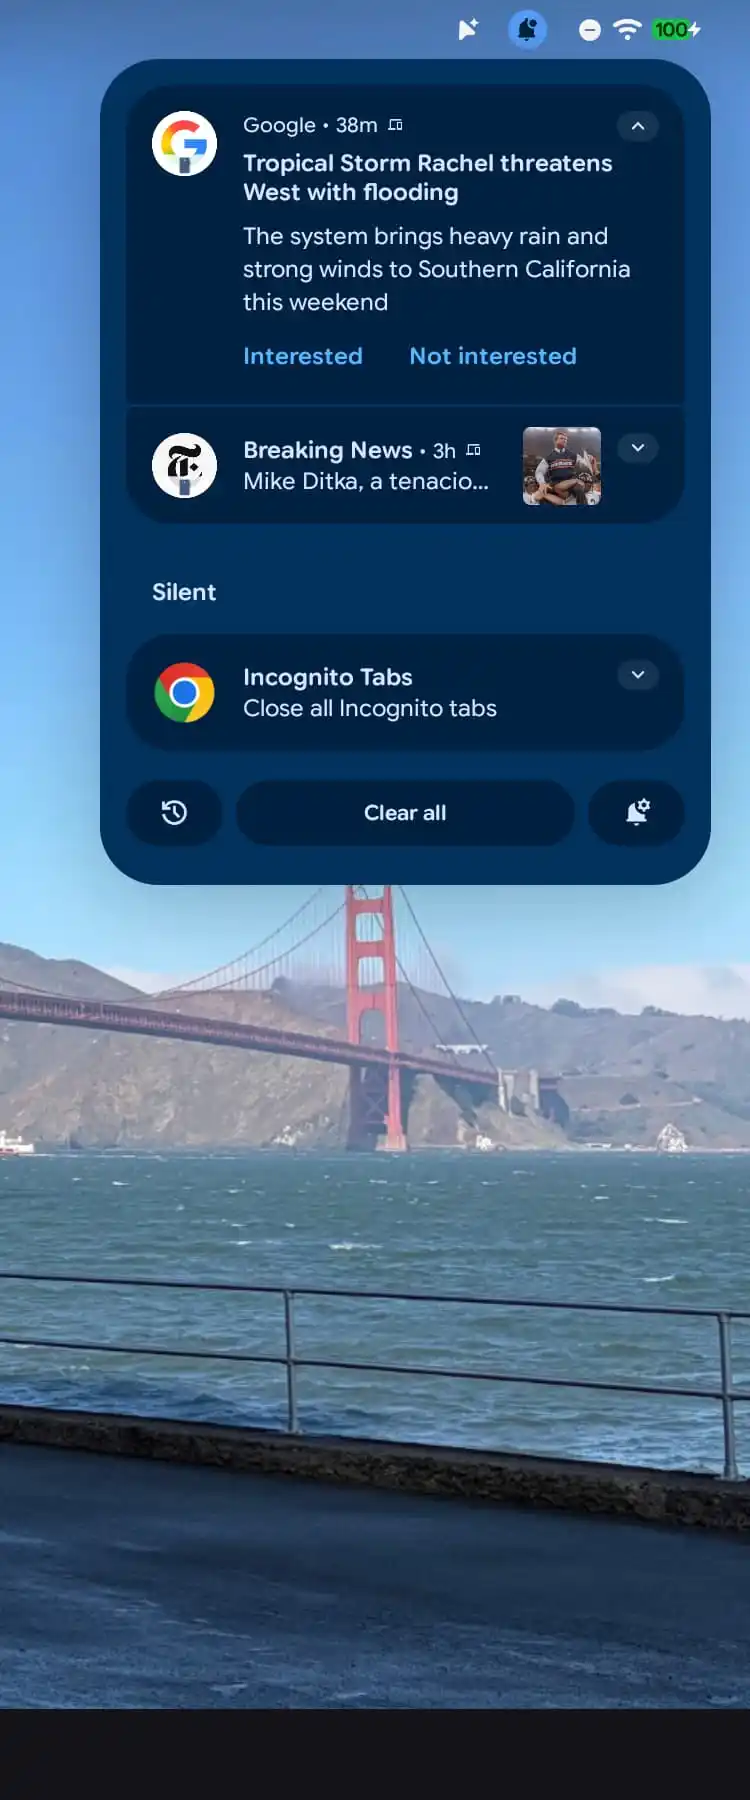 100
Google • 38m
Tropical Storm Rachel threatens
West with flooding
The system brings heavy rain and
strong winds to Southern California
this weekend
Interested Not interested
Breaking News • 3h
Mike Ditka, a tenacio...
Silent
Incognito Tabs
Close all Incognito tabs
Clear all